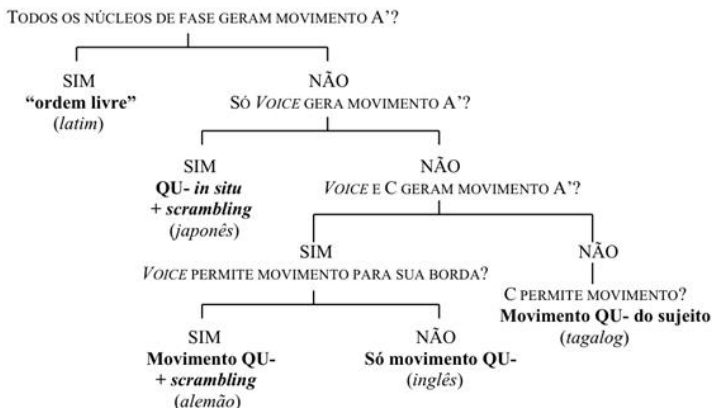 TODOS OS NÚCLEOS DE FASE GERAM MOVIMENTO A’?
SIM NÃO
“ordem livre” SÓ VOICE GERA MOVIMENTO A’?
(latim)
SIM NÃO
QU- in situ VOICE E C GERAM MOVIMENTO A’?
+ scrambling
(japonês)
SIM NÃO
VOICE PERMITE MOVIMENTO PARA SUA BORDA?
C PERMITE MOVIMENTO?
Movimento QU- do sujeito
(tagalog)
SIM NÃO
Movimento QU- Só movimento QU-
+ scrambling (inglês)
(alemão)